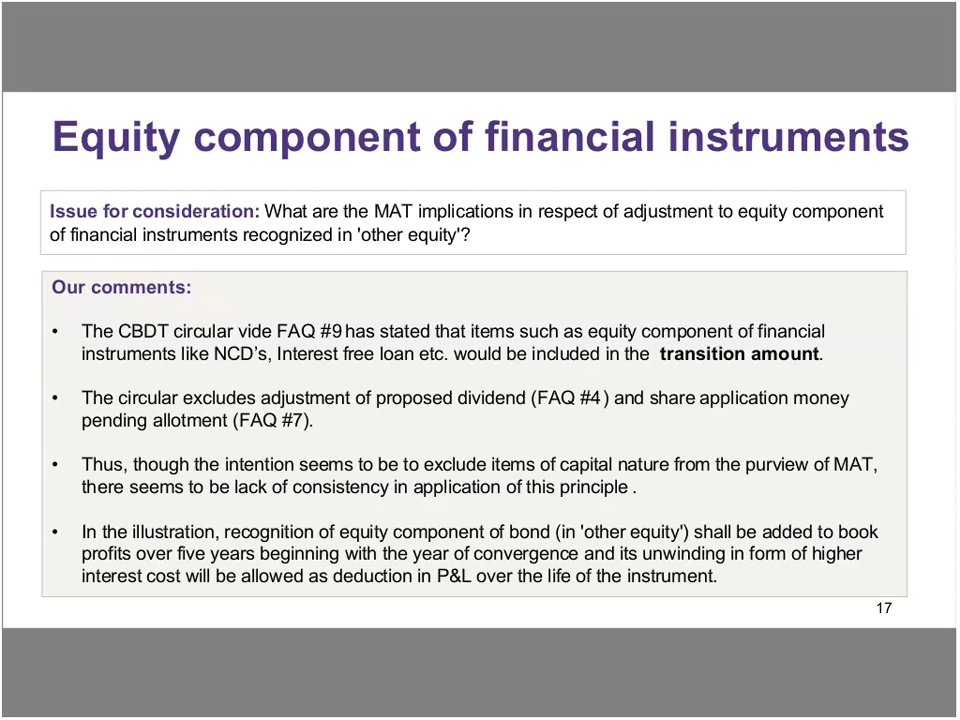 Equity component of financial instruments
Issue for consideration: What are the MAT implications in respect of adjustment to equity component
of financial instruments recognized in 'other equity'?
Our comments:
• The CBDT circular vide FAQ #9 has stated that items such as equity component of financial
instruments like NCD's, Interest free loan etc. would be included in the transition amount.
• The circular excludes adjustment of proposed dividend (FAQ #4) and share application money
pending allotment (FAQ #7).
• Thus, though the intention seems to be to exclude items of capital nature from the purview of MAT,
there seems to be lack of consistency in application of this principle .
• In the illustration, recognition of equity component of bond (in 'other equity') shall be added to book
profits over five years beginning with the year of convergence and its unwinding in form of higher
interest cost will be allowed as deduction in P&L over the life of the instrument.
17